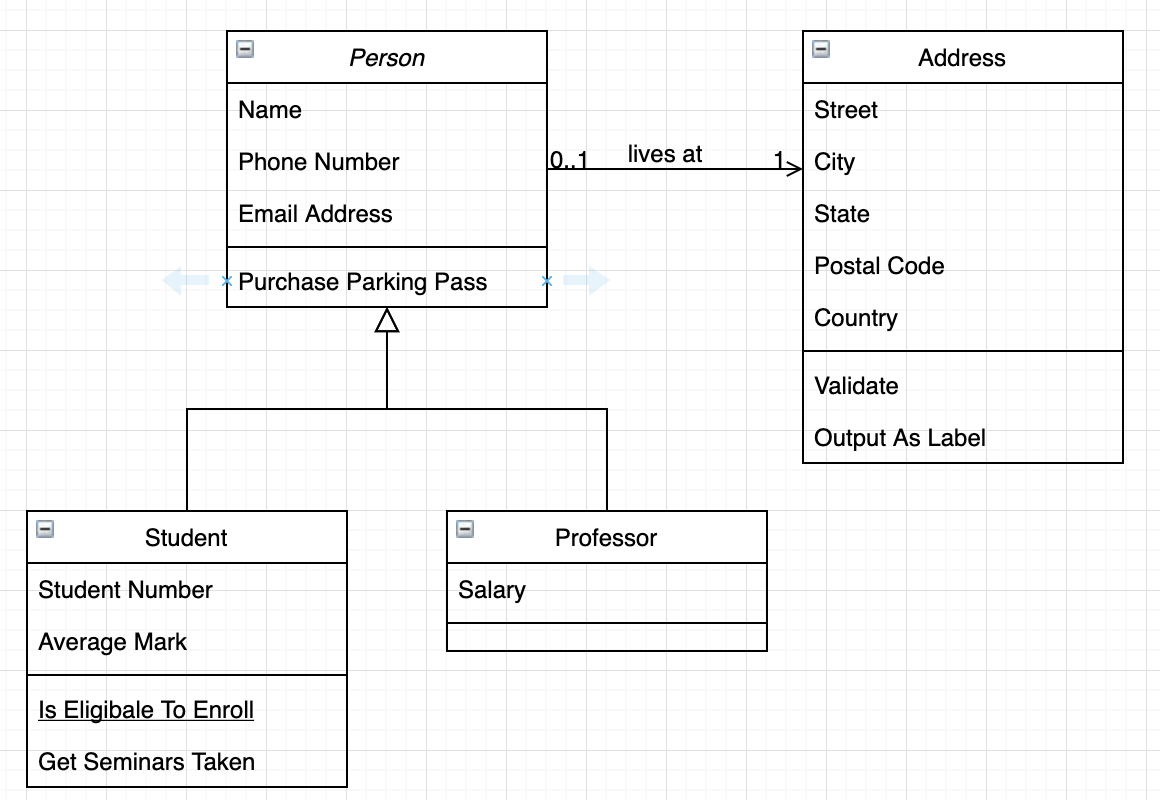 Person
Name
Phone Number
Email Address
Purchase Parking Pass
0..1
lives at
1
Address
Street
City
State
Postal Code
Country
Validate
Output As Label
Student
Student Number
Average Mark
Is Eligibale To Enroll
Get Seminars Taken
Professor
Salary